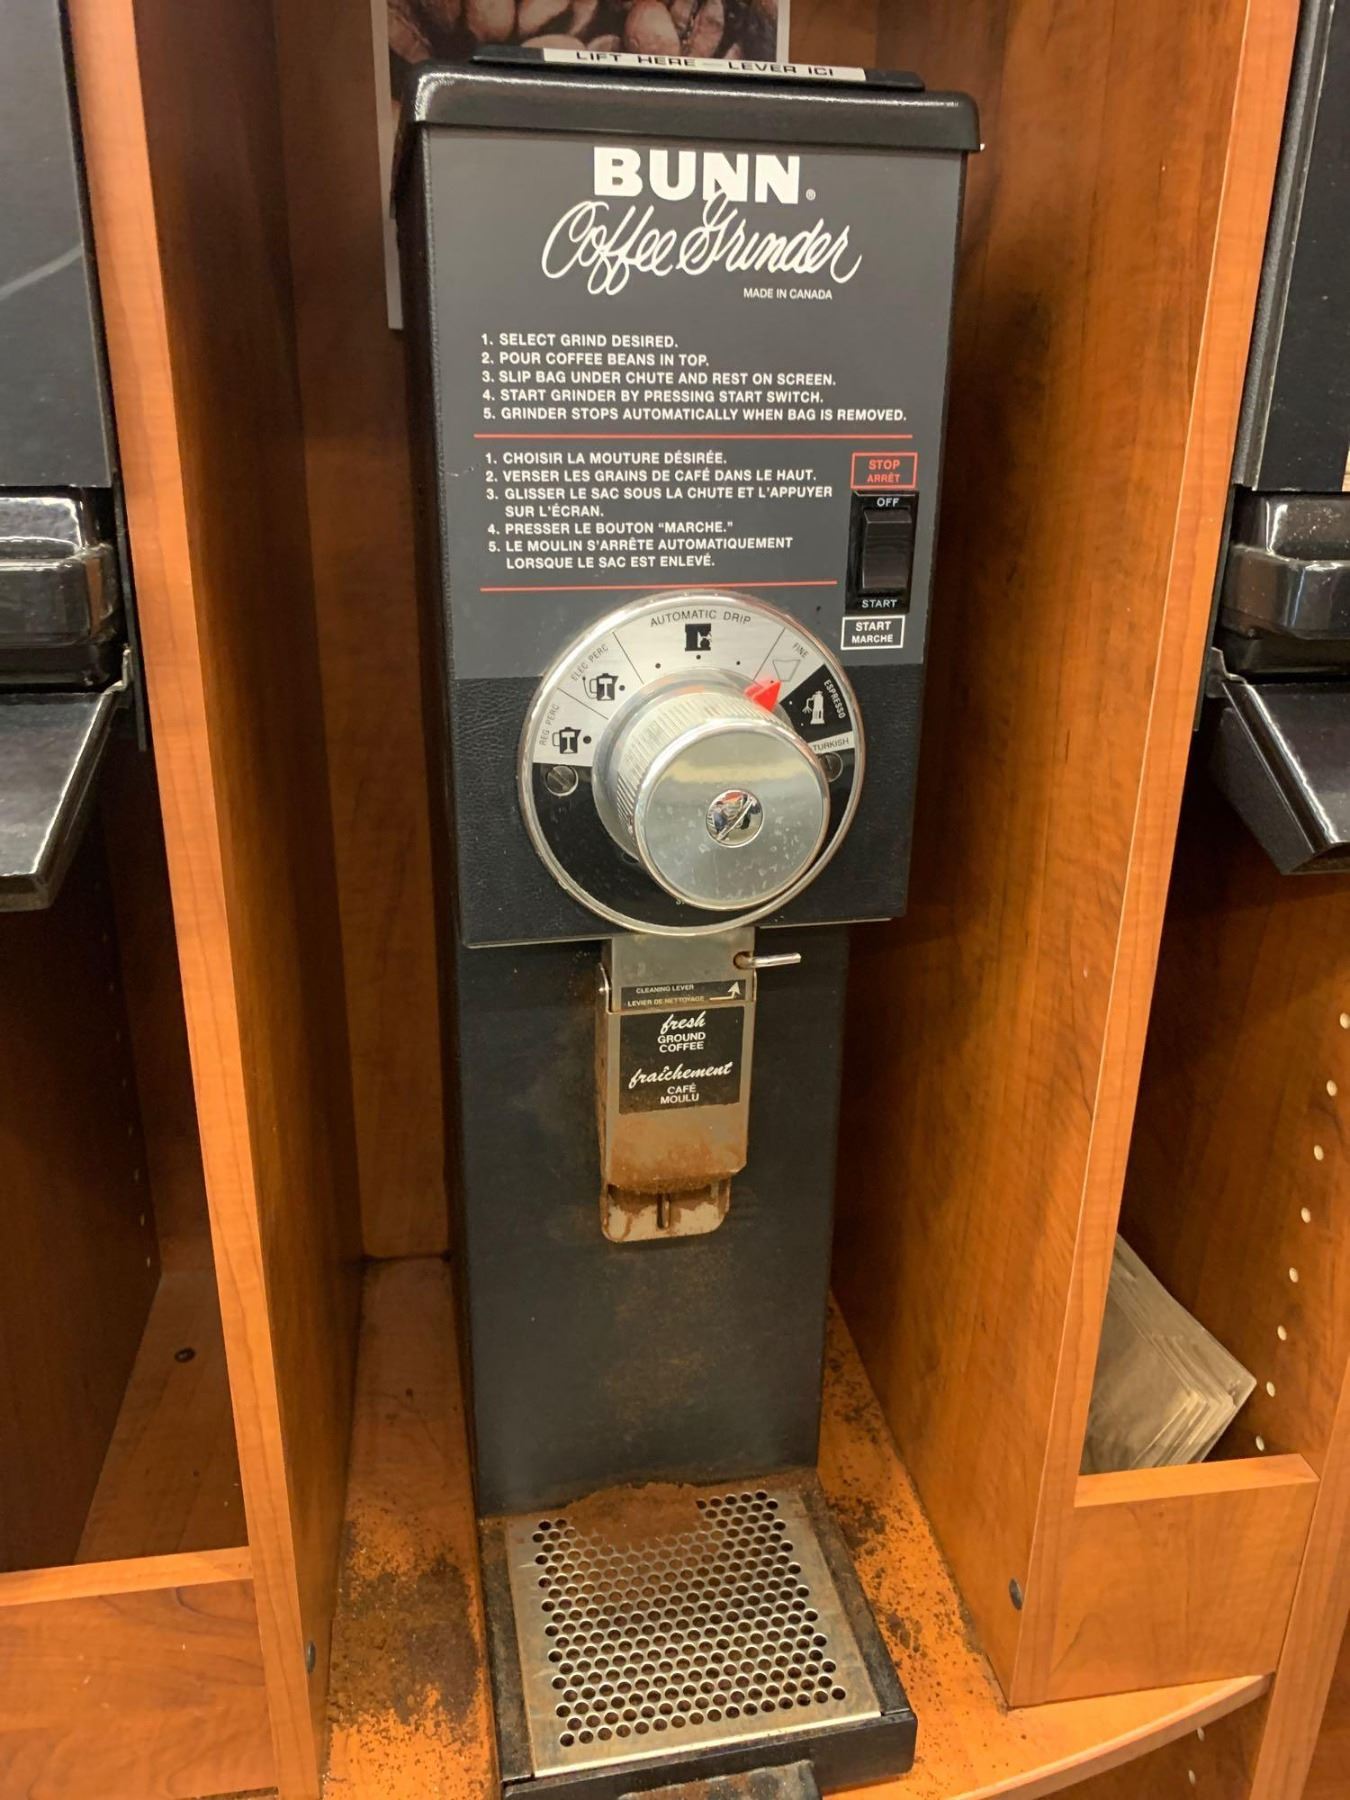 LIFT HERE — LEVER ICI
BUNN®
Coffee Grinder
MADE IN CANADA
1. SELECT GRIND DESIRED.
2. POUR COFFEE BEANS IN TOP.
3. SLIP BAG UNDER CHUTE AND REST ON SCREEN.
4. START GRINDER BY PRESSING START SWITCH.
5. GRINDER STOPS AUTOMATICALLY WHEN BAG IS REMOVED.
1. CHOISIR LA MOUTURE DÉSIRÉE.
2. VERSER LES GRAINS DE CAFÉ DANS LE HAUT.
3. GLISSER LE SAC SOUS LA CHUTE ET L'APPUYER
SUR L'ÉCRAN.
4. PRESSER LE BOUTON "MARCHE."
5. LE MOULIN S'ARRÊTE AUTOMATIQUEMENT
LORSQUE LE SAC EST ENLEVÉ.
STOP
ARRÊT
OFF
START
START
MARCHE
REG PERC
ELEC PERC
AUTOMATIC DRIP
FINE
ESPRESSO
TURKISH
CLEANING LEVER
LEVIER DE NETTOYAGE
fresh
GROUND
COFFEE
fraîchement
CAFÉ
MOULU